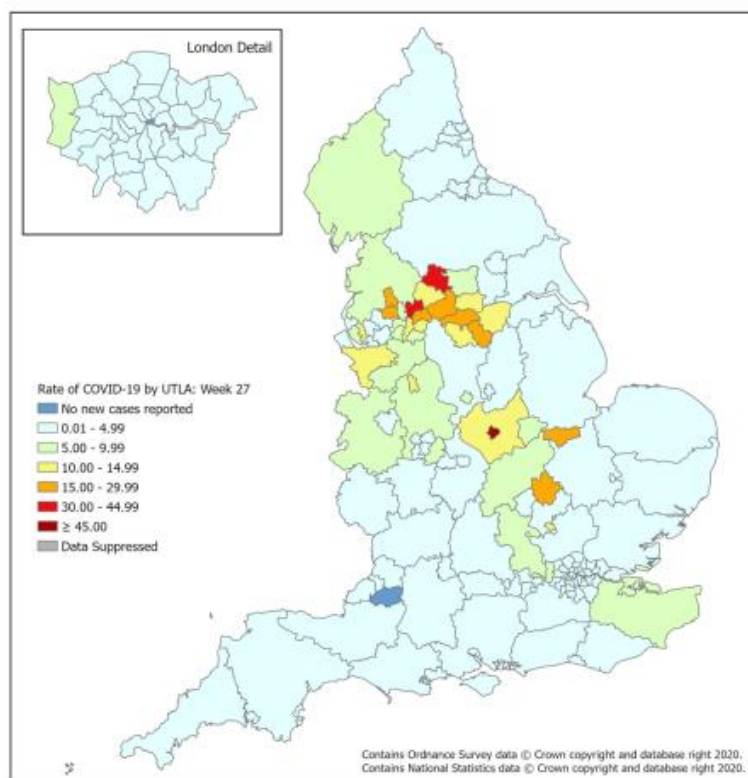 London Detail
Rate of COVID-19 by UTLA: Week 27
No new cases reported
0.01 - 4.99
5.00 - 9.99
10.00 - 14.99
15.00 - 29.99
30.00 - 44.99
≥ 45.00
Data Suppressed
Contains Ordnance Survey data © Crown copyright and database right 2020.
Contains National Statistics data © Crown copyright and database right 2020.